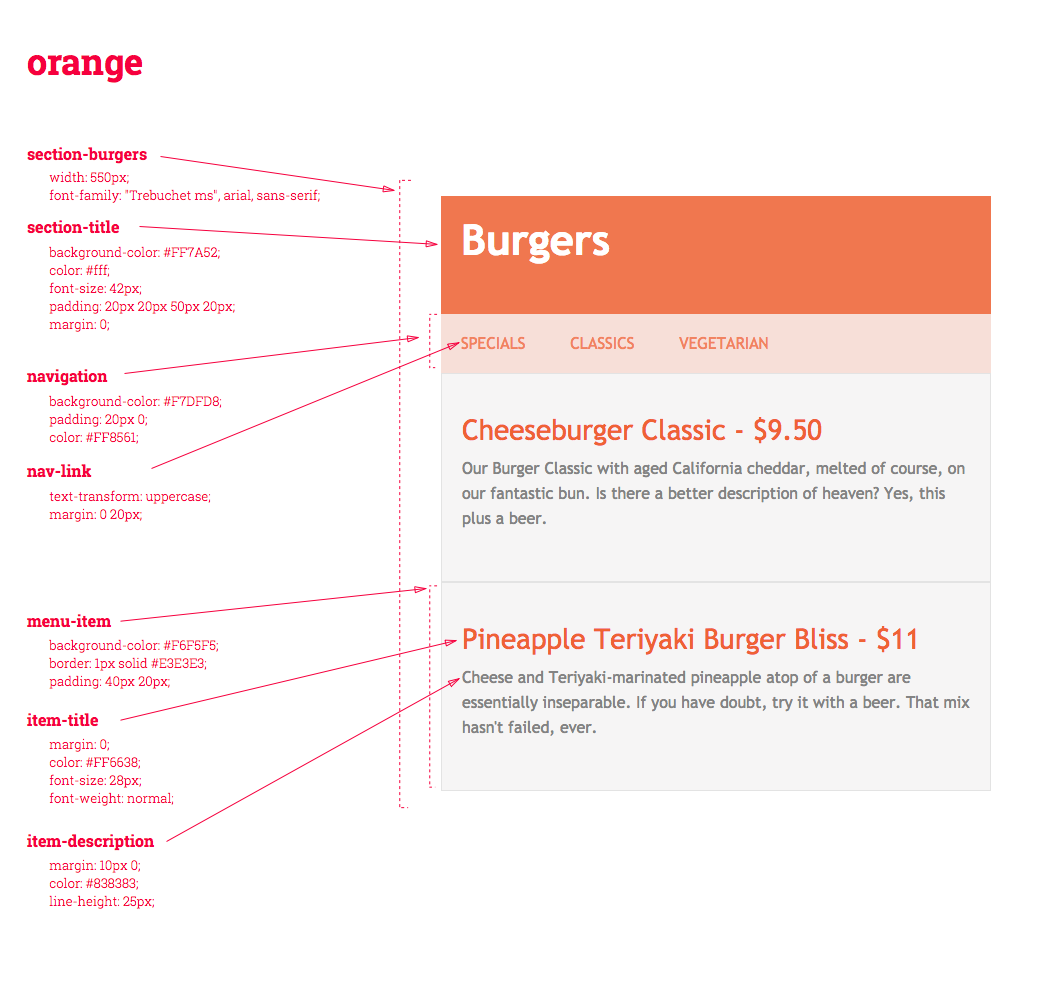 orange
section-burgers
width: 550px;
font-family: "Trebuchet ms", arial, sans-serif;
section-title
background-color: #FF7A52;
color: #fff;
font-size: 42px;
padding: 20px 20px 50px 20px;
margin: 0;
navigation
background-color: #F7DFD8;
padding: 20px 0;
color: #FF8561;
nav-link
text-transform: uppercase;
margin: 0 20px;
menu-item
background-color: #F6F5F5;
border: 1px solid #E3E3E3;
padding: 40px 20px;
item-title
margin: 0;
color: #FF6638;
font-size: 28px;
font-weight: normal;
item-description
margin: 10px 0;
color: #838383;
line-height: 25px;
Burgers
SPECIALS CLASSICS VEGETARIAN
Cheeseburger Classic - $9.50
Our Burger Classic with aged California cheddar, melted of course, on
our fantastic bun. Is there a better description of heaven? Yes, this
plus a beer.
Pineapple Teriyaki Burger Bliss - $11
Cheese and Teriyaki-marinated pineapple atop of a burger are
essentially inseparable. If you have doubt, try it with a beer. That mix
hasn't failed, ever.